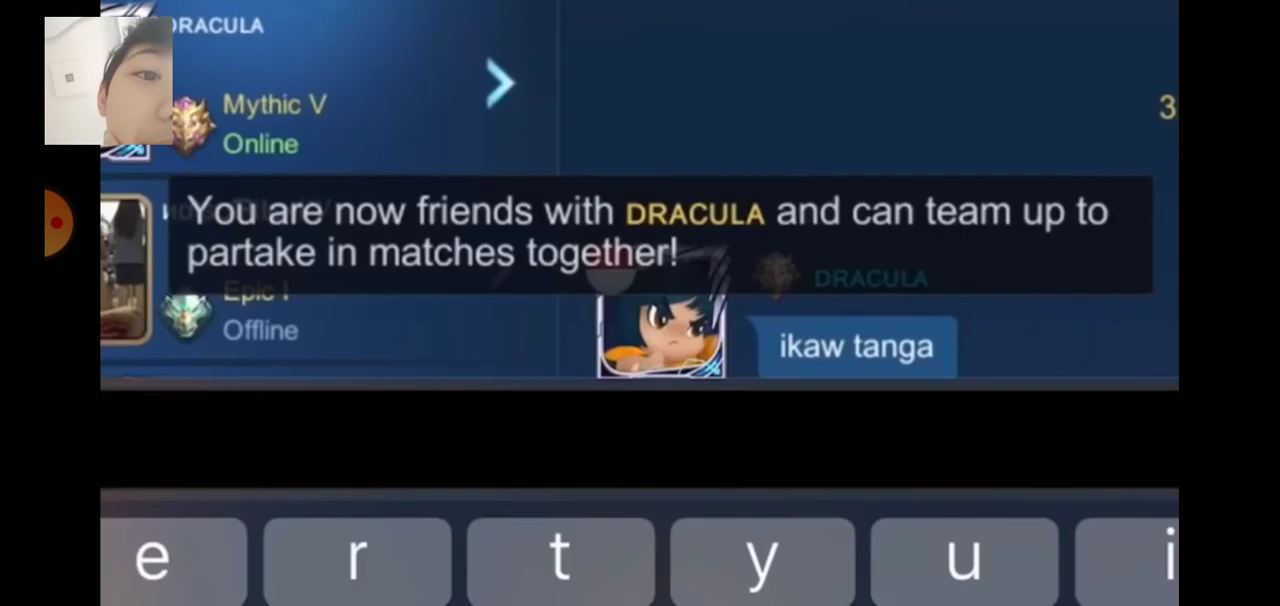 DRACULA
Mythic V
Online
3
You are now friends with DRACULA and can team up to
partake in matches together!
Epic I
Offline
DRACULA
ikaw tanga
e r t y u i